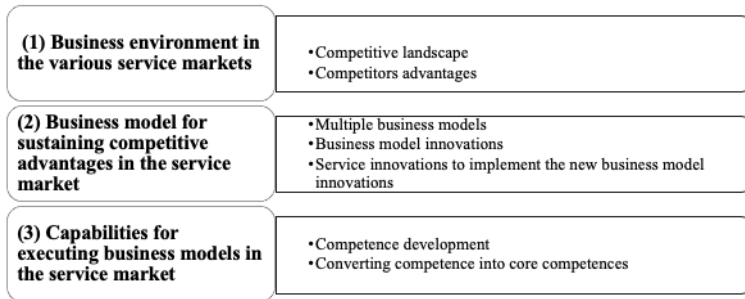 (1) Business environment in
the various service markets
•Competitive landscape
•Competitors advantages
(2) Business model for
sustaining competitive
advantages in the service
market
•Multiple business models
•Business model innovations
•Service innovations to implement the new business model
innovations
(3) Capabilities for
executing business models in
the service market
•Competence development
•Converting competence into core competences